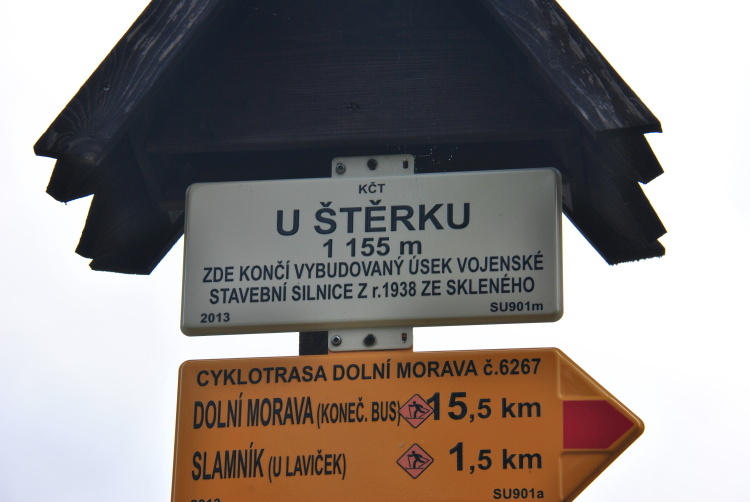 KČT
U ŠTĚRKU
1 155 m
ZDE KONČÍ VYBUDOVANÝ ÚSEK VOJENSKÉ
STAVEBNÍ SILNICE Z r.1938 ZE SKLENÉHO
2013 SU901m
CYKLOTRASA DOLNÍ MORAVA č.6267
DOLNÍ MORAVA (KONEČ. BUS) 15,5 km
SLAMNÍK (U LAVIČEK) 1,5 km
2013 SU901a